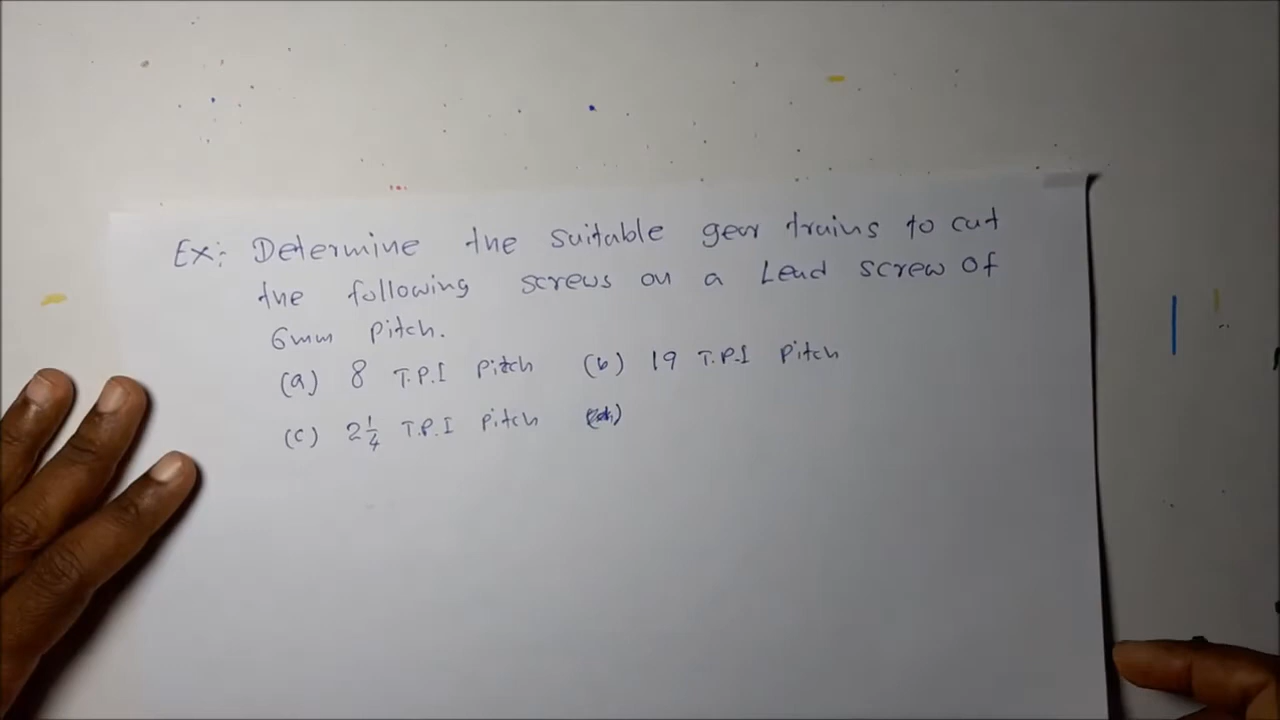 Ex: Determine the suitable gear trains to cut
the following screws on a Lead screw of
6mm Pitch.
(a) 8 T.P.I Pitch (b) 19 T.P.I Pitch
(c) 2 1/4 T.P.I Pitch